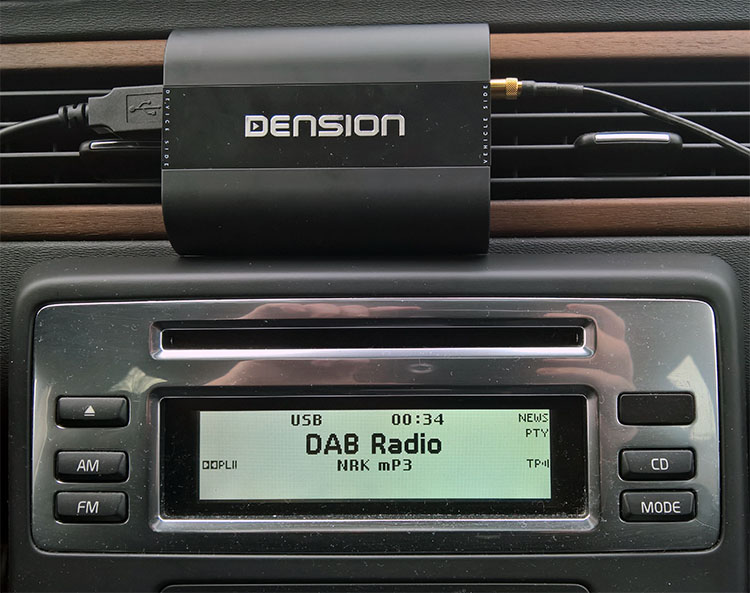 DEVICE SIDE
DENSION
VEHICLE SIDE
USB 00:34 NEWS
PTY
DAB Radio
PLII NRK mP3 TP
AM
FM
CD
MODE